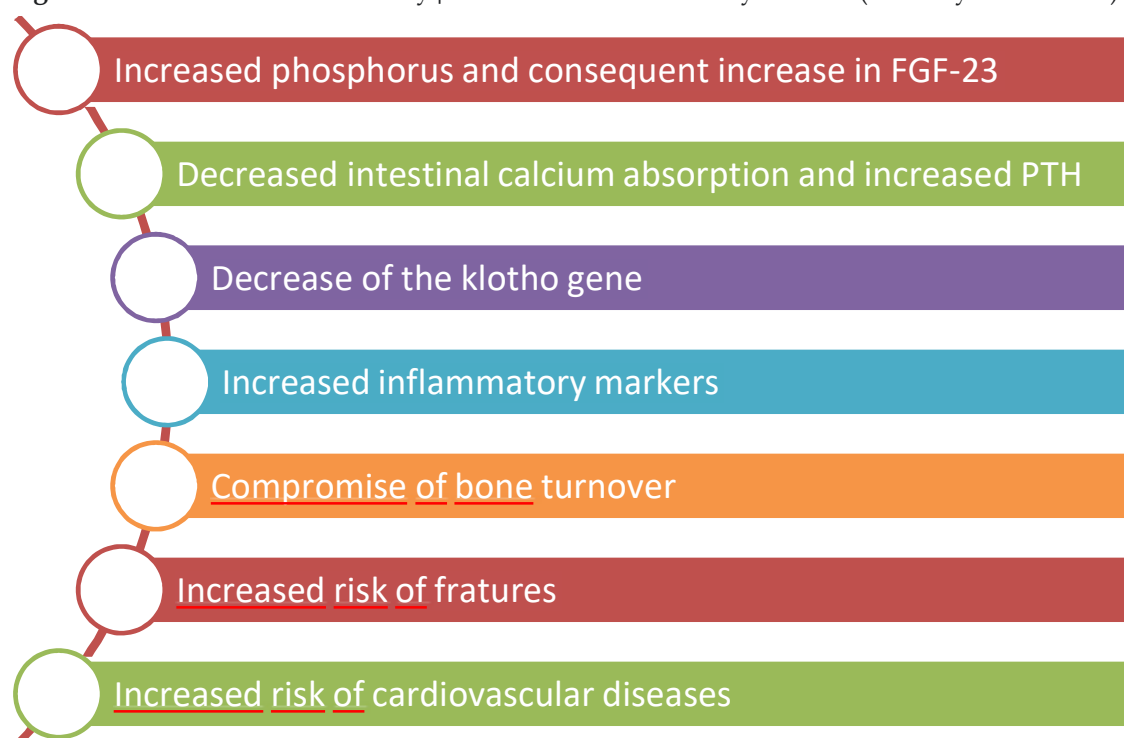 Increased phosphorus and consequent increase in FGF-23
Decreased intestinal calcium absorption and increased PTH
Decrease of the klotho gene
Increased inflammatory markers
Compromise of bone turnover
Increased risk of fratures
Increased risk of cardiovascular diseases